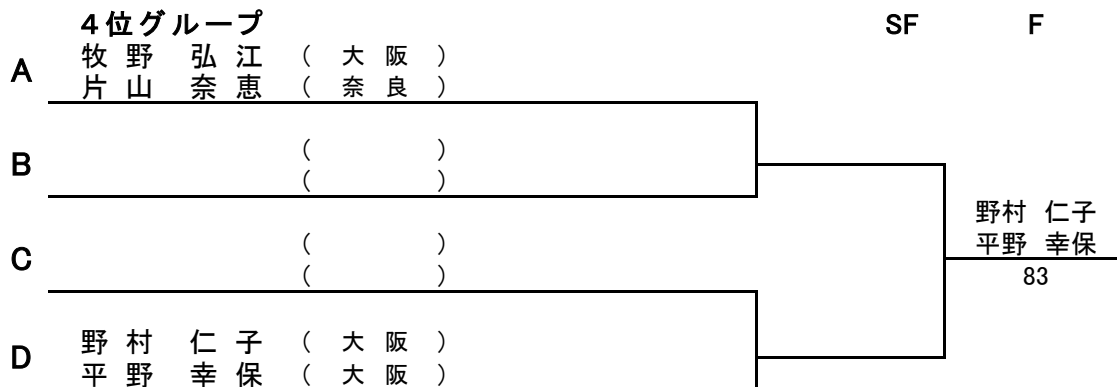 4位グループ SF F
A 牧野 弘江 ( 大阪 )
片山 奈恵 ( 奈良 )
B ( )
( )
野村 仁子
平野 幸保
83
C ( )
( )
D 野村 仁子 ( 大阪 )
平野 幸保 ( 大阪 )